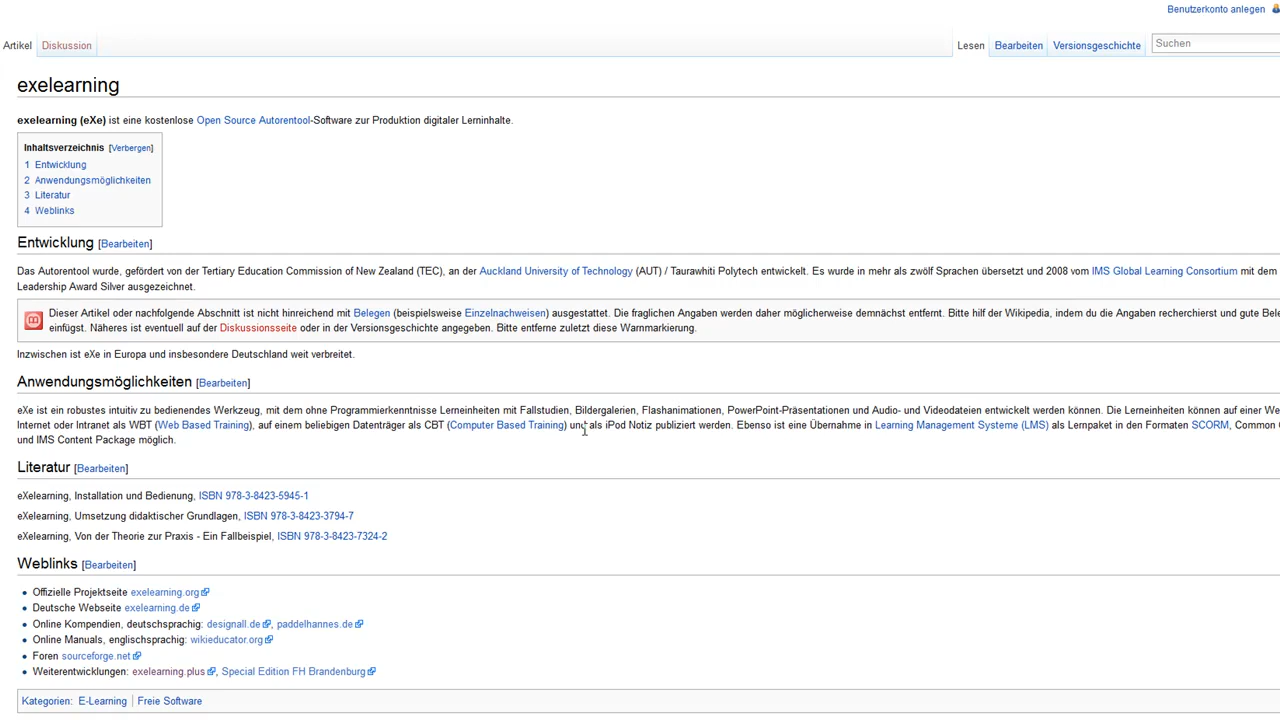 Benutzerkonto anlegen
Artikel Diskussion Lesen Bearbeiten Versionsgeschichte Suchen
exelearning
exelearning (eXe) ist eine kostenlose Open Source Autorentool-Software zur Produktion digitaler Lerninhalte.
Inhaltsverzeichnis [Verbergen]
1 Entwicklung
2 Anwendungsmöglichkeiten
3 Literatur
4 Weblinks
Entwicklung [Bearbeiten]
Das Autorentool wurde, gefördert von der Tertiary Education Commission of New Zealand (TEC), an der Auckland University of Technology (AUT) / Taurawhiti Polytech entwickelt. Es wurde in mehr als zwölf Sprachen übersetzt und 2008 vom IMS Global Learning Consortium mit dem
Leadership Award Silver ausgezeichnet.
Dieser Artikel oder nachfolgende Abschnitt ist nicht hinreichend mit Belegen (beispielsweise Einzelnachweisen) ausgestattet. Die fraglichen Angaben werden daher möglicherweise demnächst entfernt. Bitte hilf der Wikipedia, indem du die Angaben recherchierst und gute Bele
einfügst. Näheres ist eventuell auf der Diskussionsseite oder in der Versionsgeschichte angegeben. Bitte entferne zuletzt diese Warnmarkierung.
Inzwischen ist eXe in Europa und insbesondere Deutschland weit verbreitet.
Anwendungsmöglichkeiten [Bearbeiten]
eXe ist ein robustes intuitiv zu bedienendes Werkzeug, mit dem ohne Programmierkenntnisse Lerneinheiten mit Fallstudien, Bildergalerien, Flashanimationen, PowerPoint-Präsentationen und Audio- und Videodateien entwickelt werden können. Die Lerneinheiten können auf einer We
Internet oder Intranet als WBT (Web Based Training), auf einem beliebigen Datenträger als CBT (Computer Based Training) und als iPod Notiz publiziert werden. Ebenso ist eine Übernahme in Learning Management Systeme (LMS) als Lernpaket in den Formaten SCORM, Common
und IMS Content Package möglich.
Literatur [Bearbeiten]
eXelearning, Installation und Bedienung, ISBN 978-3-8423-5945-1
eXelearning, Umsetzung didaktischer Grundlagen, ISBN 978-3-8423-3794-7
eXelearning, Von der Theorie zur Praxis - Ein Fallbeispiel, ISBN 978-3-8423-7324-2
Weblinks [Bearbeiten]
Offizielle Projektseite exelearning.org
Deutsche Webseite exelearning.de
Online Kompendien, deutschsprachig: designall.de, paddelhannes.de
Online Manuals, englischsprachig: wikieducator.org
Foren sourceforge.net
Weiterentwicklungen: exelearning.plus, Special Edition FH Brandenburg
Kategorien: E-Learning | Freie Software